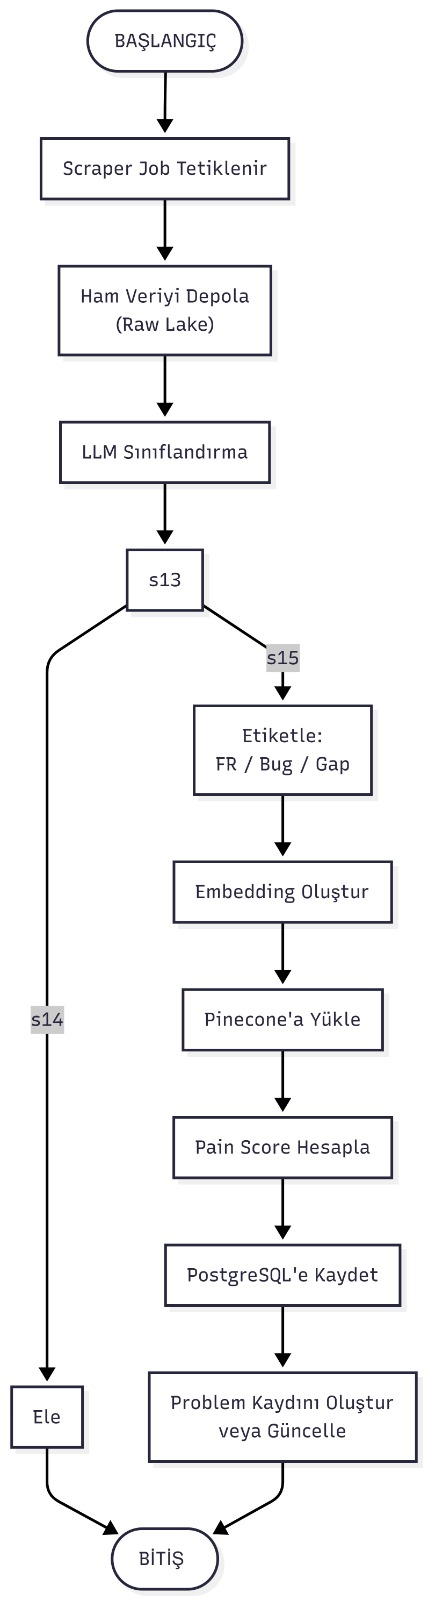 BAŞLANGIÇ
Scraper Job Tetiklenir
Ham Veriyi Depola
(Raw Lake)
LLM Sınıflandırma
s13
s15
Etiketle:
FR / Bug / Gap
Embedding Oluştur
Pinecone'a Yükle
s14
Pain Score Hesapla
PostgreSQL'e Kaydet
Problem Kaydını Oluştur
veya Güncelle
Ele
BİTİŞ